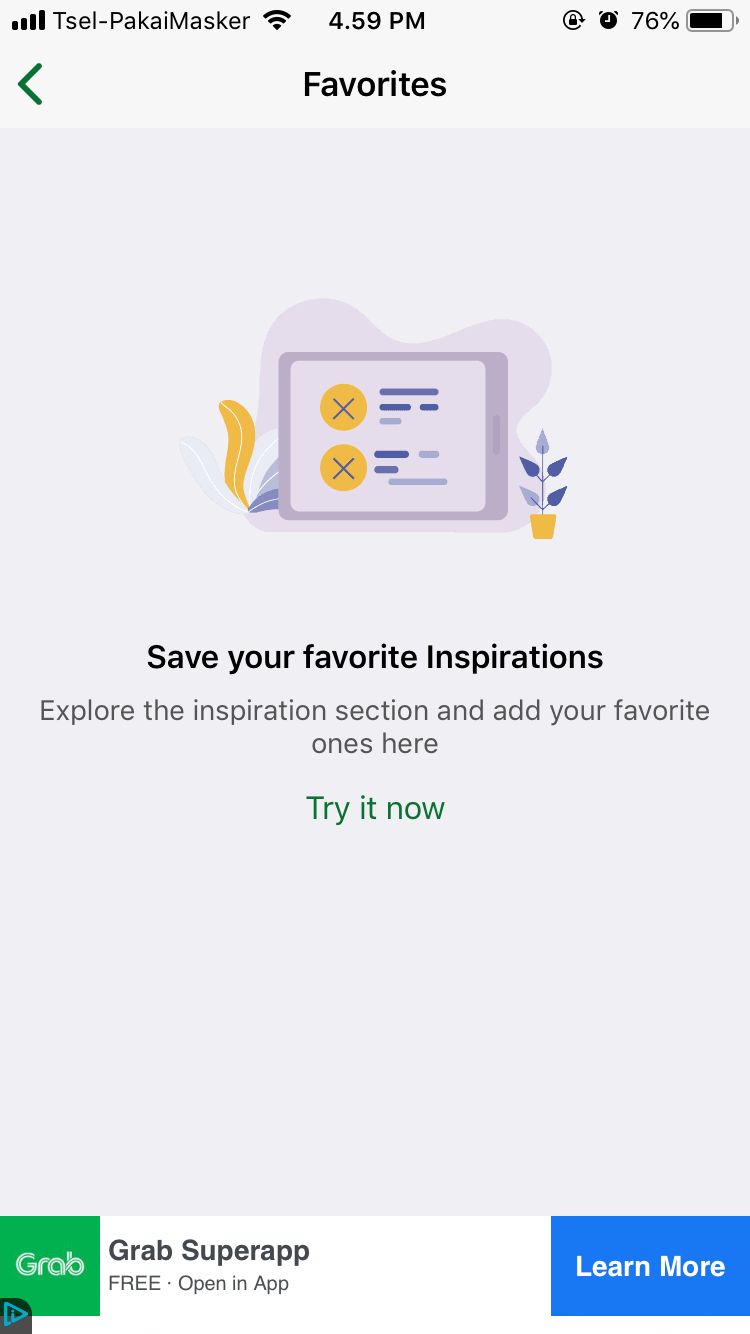 Tsel-PakaiMasker 4.59 PM 76%
Favorites
Save your favorite Inspirations
Explore the inspiration section and add your favorite
ones here
Try it now
Grab
Grab Superapp
FREE · Open in App
Learn More